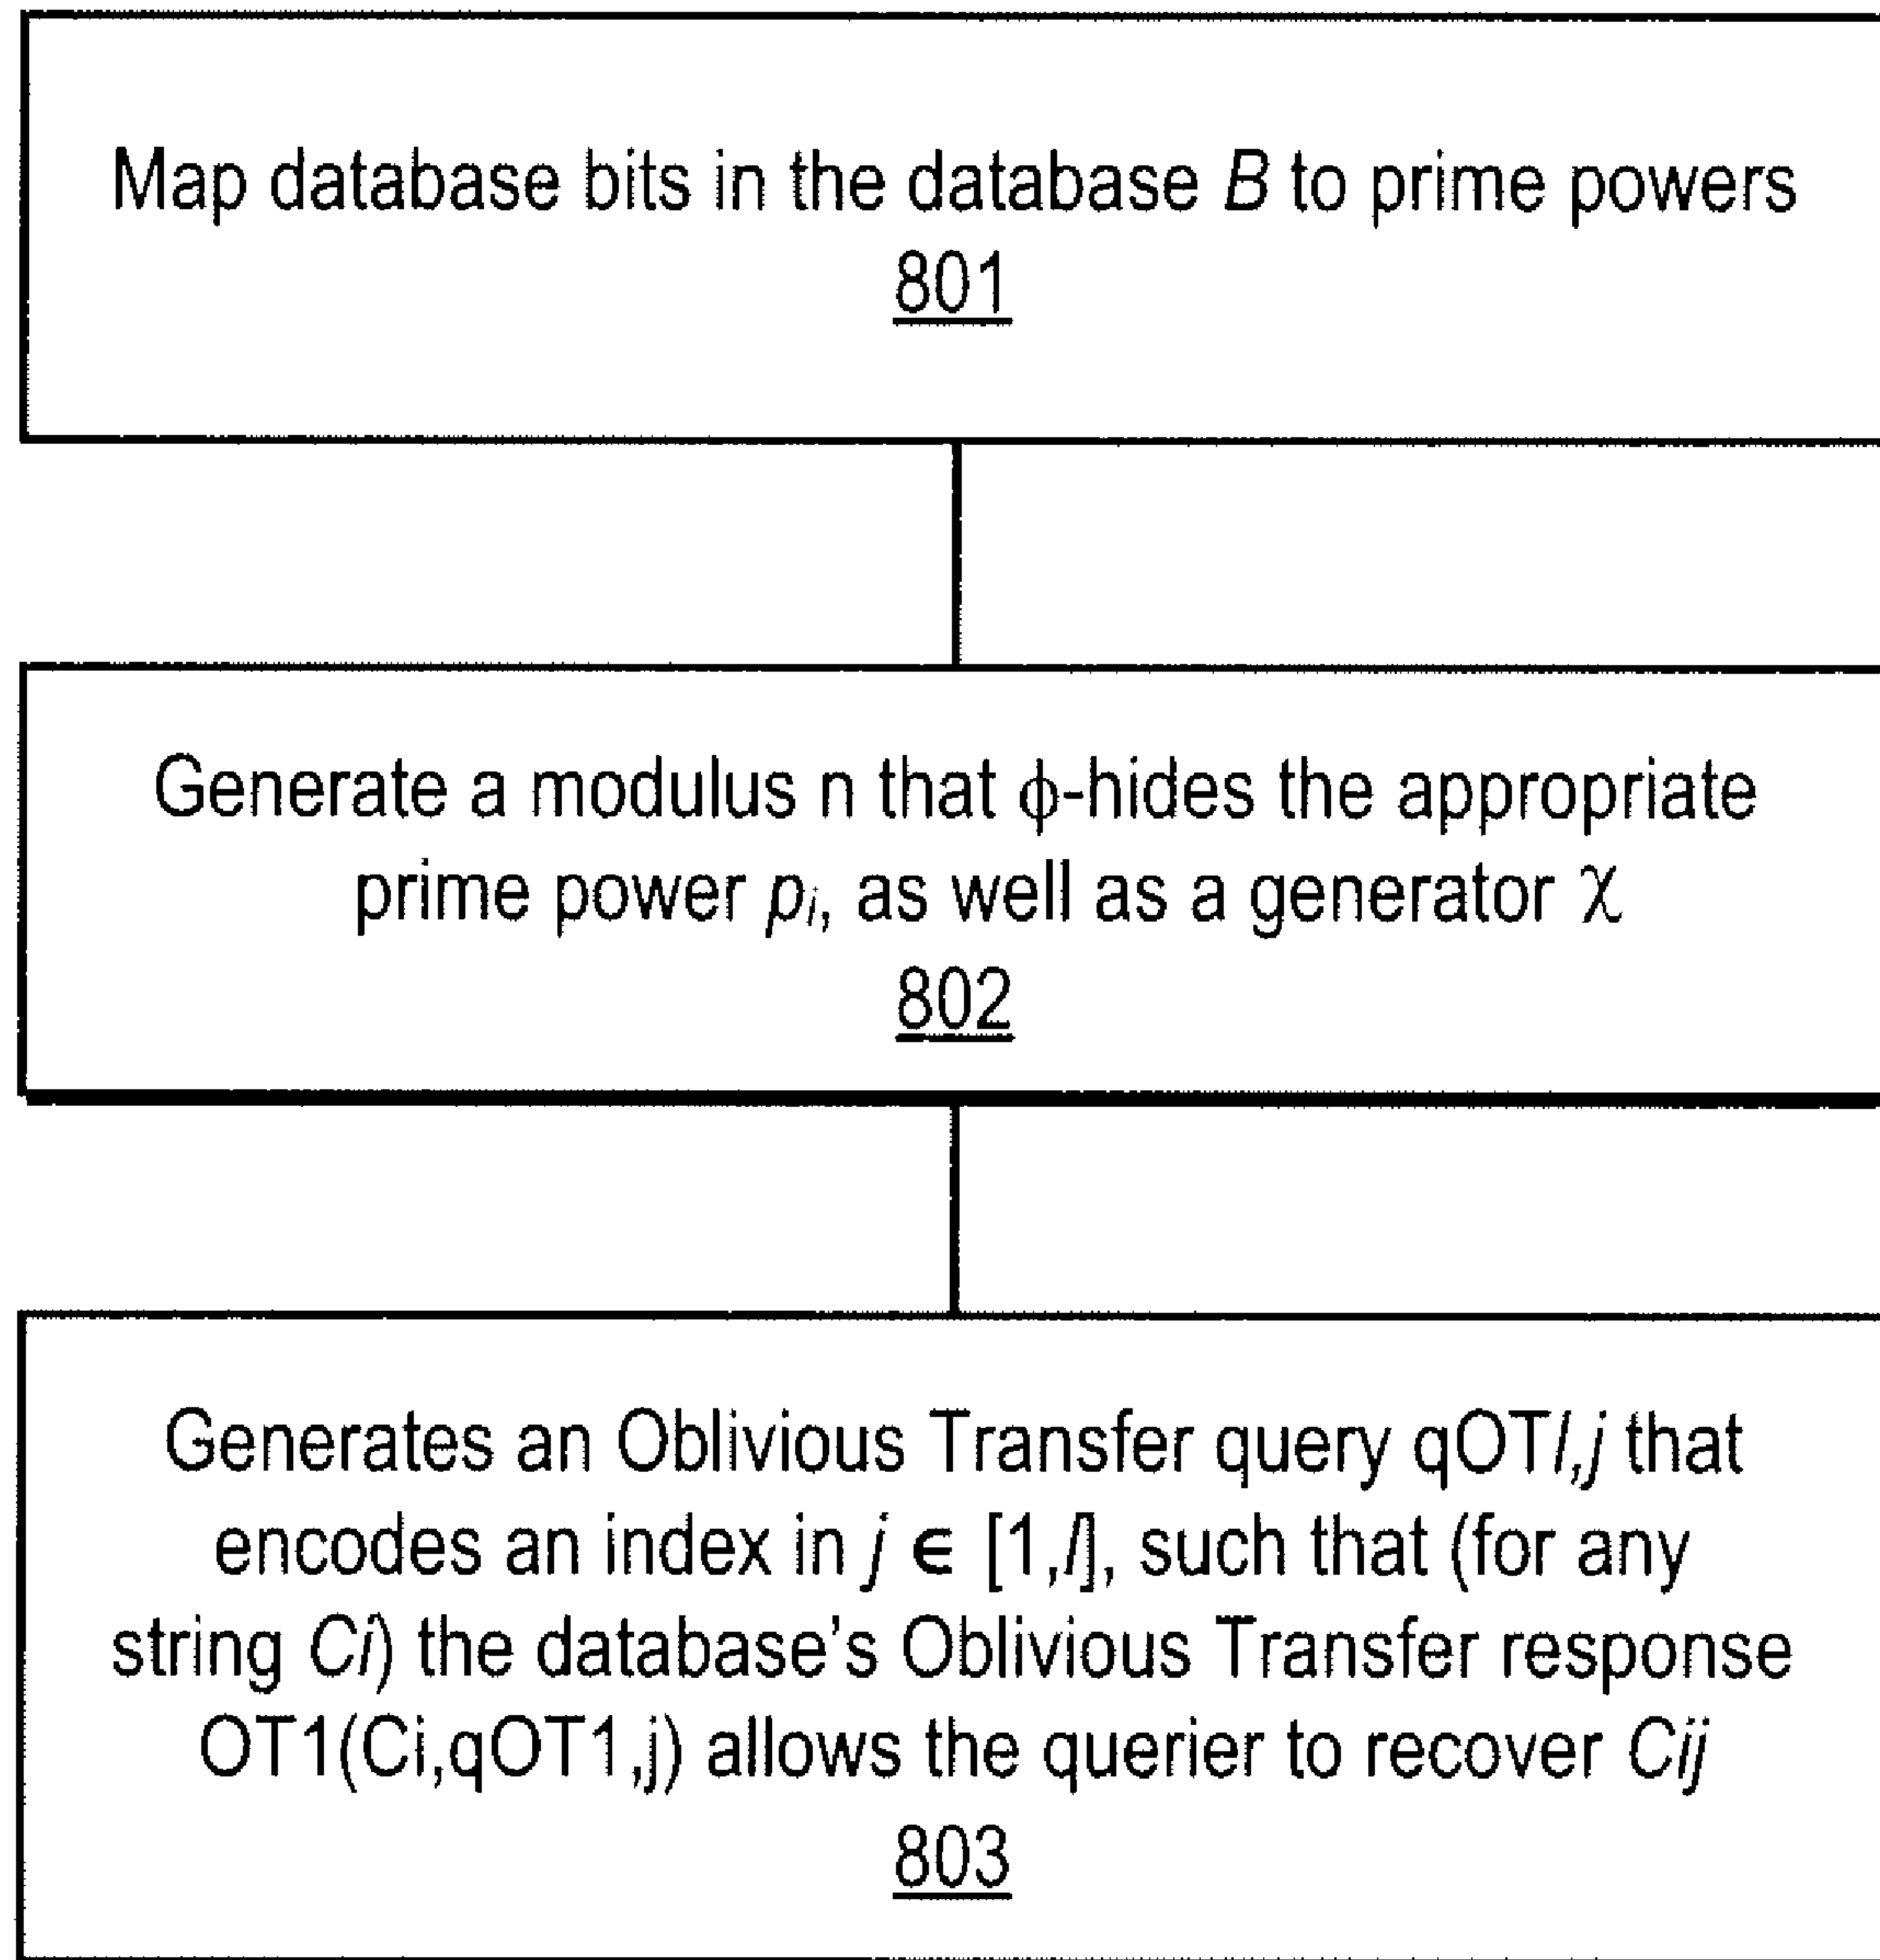 Map database bits in the database B to prime powers
801
Generate a modulus n that ϕ-hides the appropriate
prime power pᵢ, as well as a generator χ
802
Generates an Oblivious Transfer query qOTl,j that
encodes an index in j ∈ [1,l], such that (for any
string Ci) the database's Oblivious Transfer response
OT1(Ci,qOT1,j) allows the querier to recover Cij
803